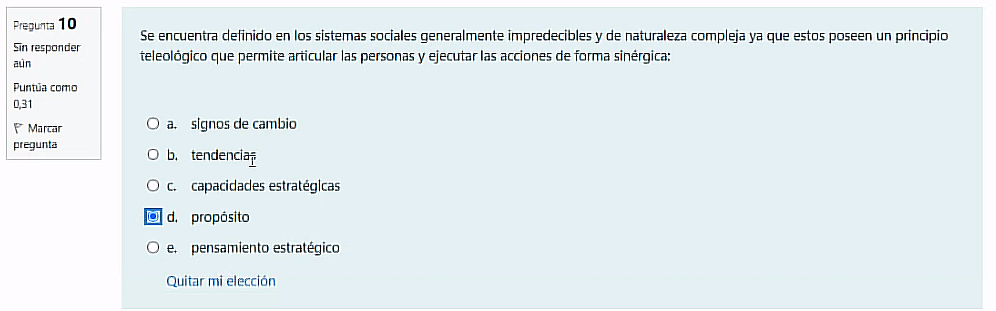 Pregunta 10
Sin responder
aún
Puntúa como
0,31
Marcar
pregunta
Se encuentra definido en los sistemas sociales generalmente impredecibles y de naturaleza compleja ya que estos poseen un principio
teleológico que permite articular las personas y ejecutar las acciones de forma sinérgica:
a. signos de cambio
b. tendencias
c. capacidades estratégicas
d. propósito
e. pensamiento estratégico
Quitar mi elección